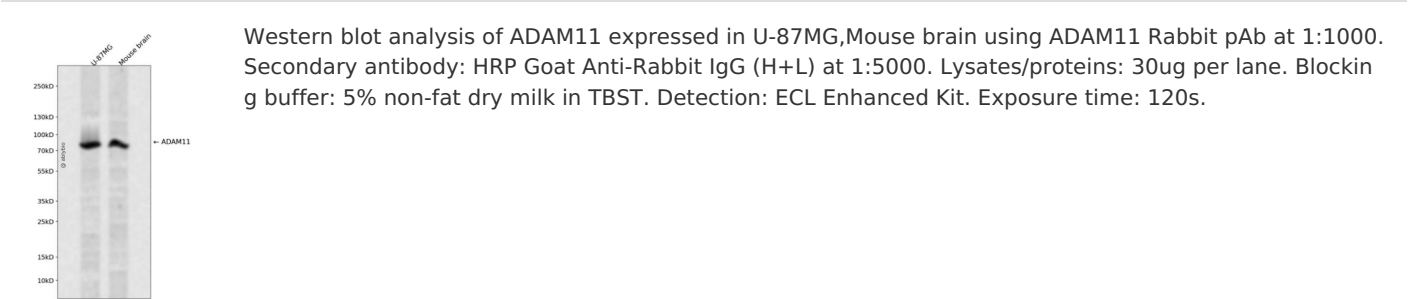 U-87MG
Mouse brain
250kD
130kD
100kD
70kD
55kD
35kD
25kD
15kD
10kD
← ADAM11
@ abytbo
Western blot analysis of ADAM11 expressed in U-87MG,Mouse brain using ADAM11 Rabbit pAb at 1:1000.
Secondary antibody: HRP Goat Anti-Rabbit IgG (H+L) at 1:5000. Lysates/proteins: 30ug per lane. Blockin
g buffer: 5% non-fat dry milk in TBST. Detection: ECL Enhanced Kit. Exposure time: 120s.